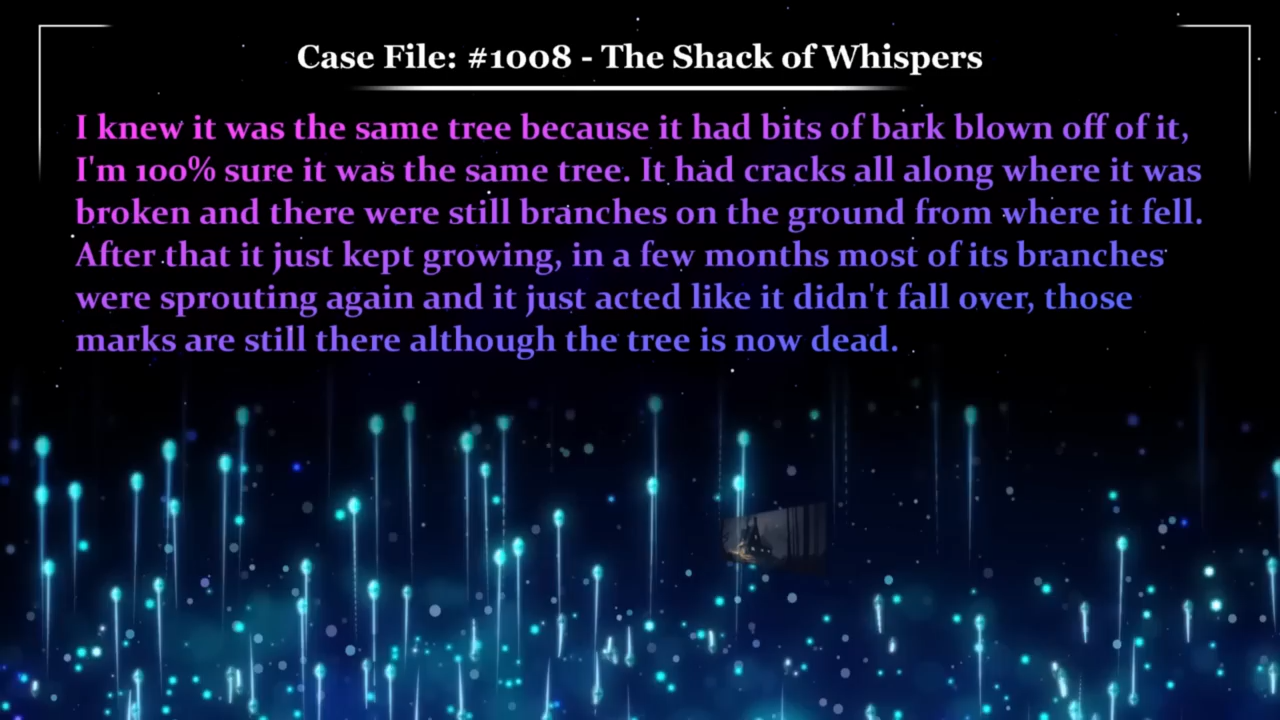 Case File: #1008 - The Shack of Whispers
I knew it was the same tree because it had bits of bark blown off of it,
I'm 100% sure it was the same tree. It had cracks all along where it was
broken and there were still branches on the ground from where it fell.
After that it just kept growing, in a few months most of its branches
were sprouting again and it just acted like it didn't fall over, those
marks are still there although the tree is now dead.